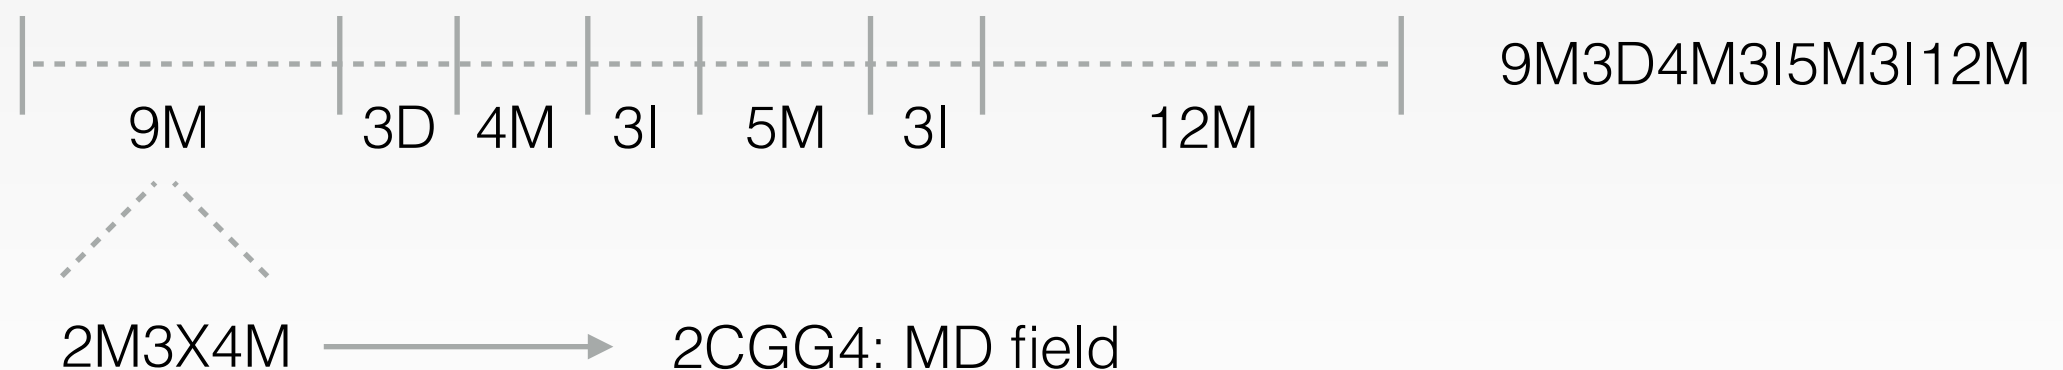 9M3D4M3I5M3I12M
9M 3D 4M 3I 5M 3I 12M
2M3X4M 2CGG4: MD field